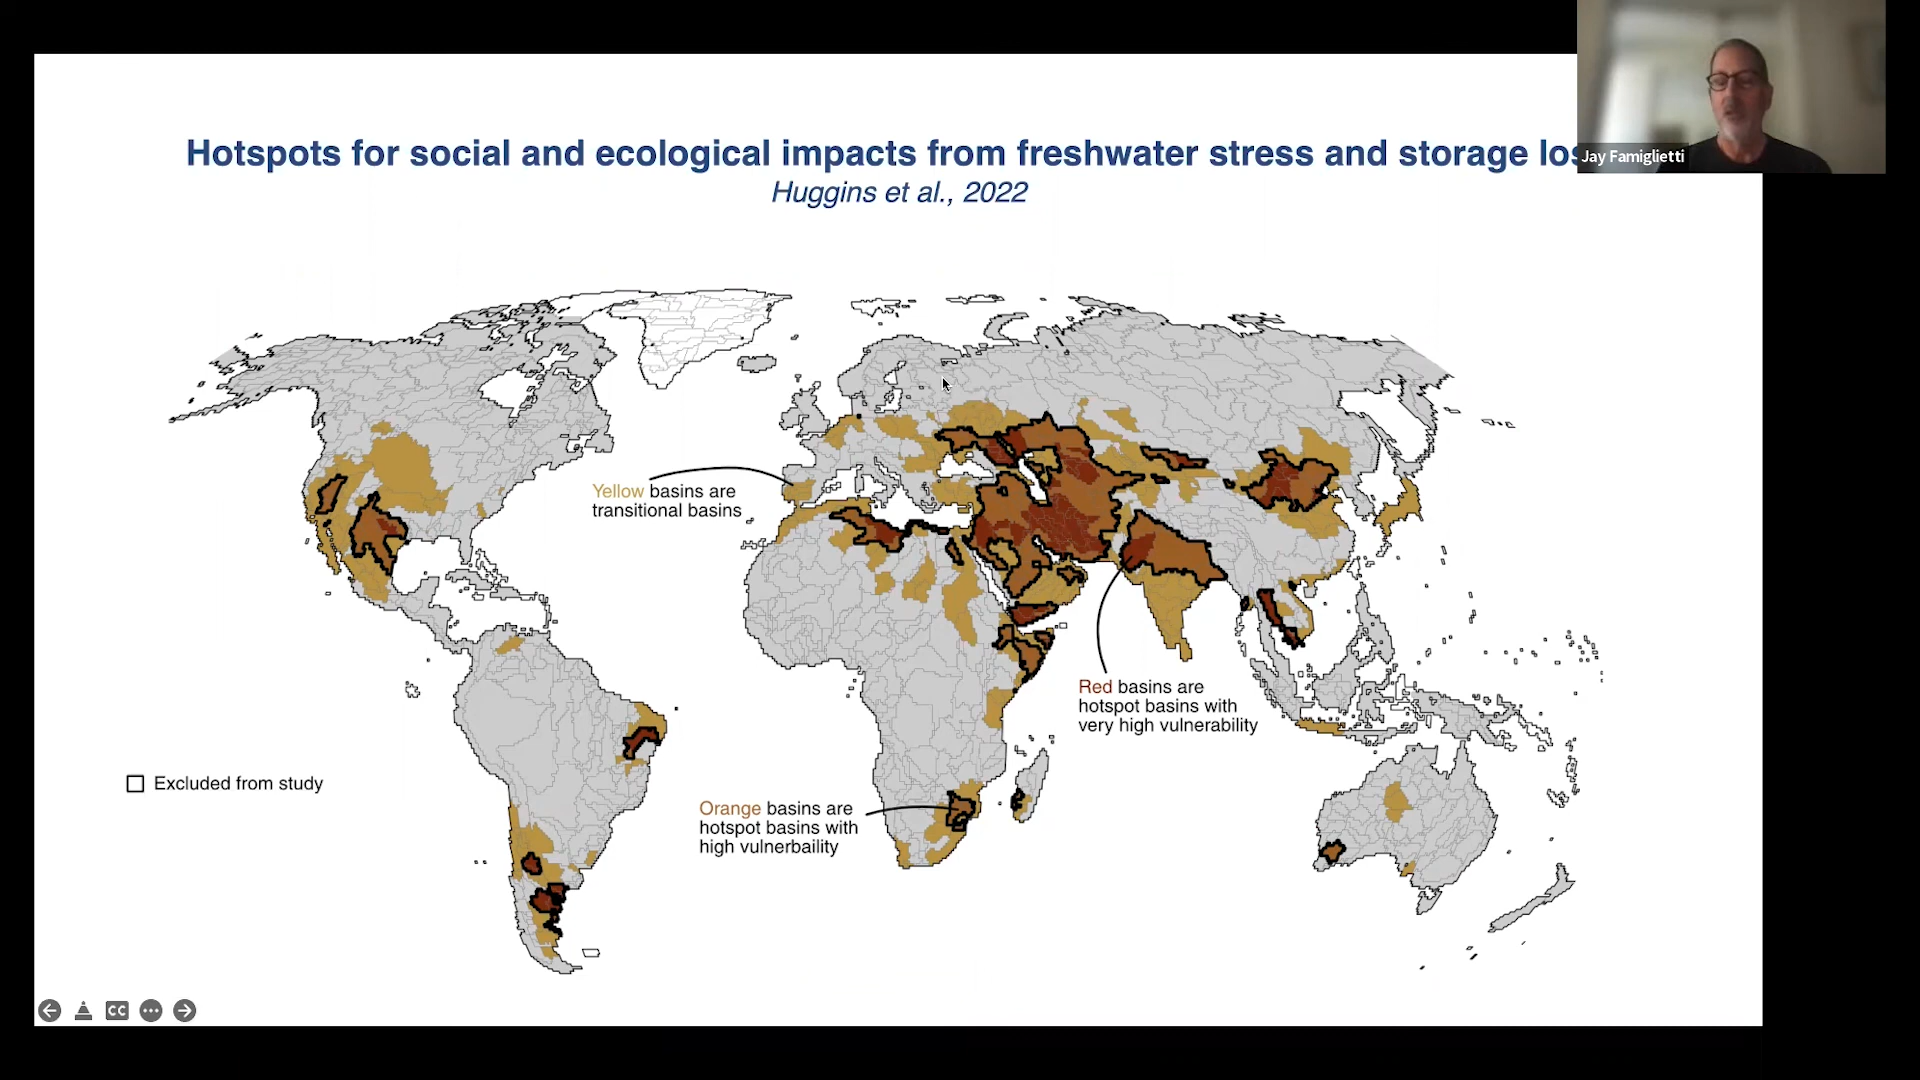 Hotspots for social and ecological impacts from freshwater stress and storage los
Jay Famiglietti
Huggins et al., 2022
Yellow basins are
transitional basins
Red basins are
hotspot basins with
very high vulnerability
Excluded from study
Orange basins are
hotspot basins with
high vulnerbaility
CC